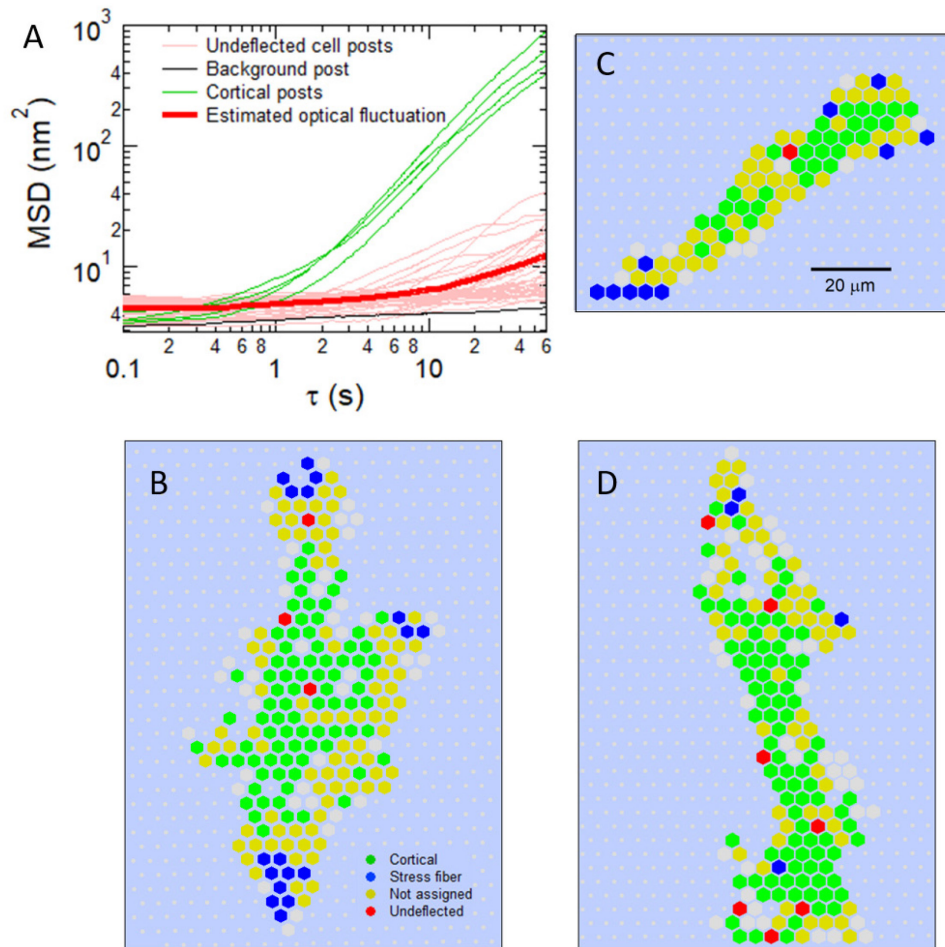 A
MSD (nm²)
10³
4
2
10²
4
2
10¹
4
Undeflected cell posts
Background post
Cortical posts
Estimated optical fluctuation
2 4 6 8 2 4 6 8 2 4 6
0.1 1 10
τ (s)
C
20 μm
B
Cortical
Stress fiber
Not assigned
Undeflected
D